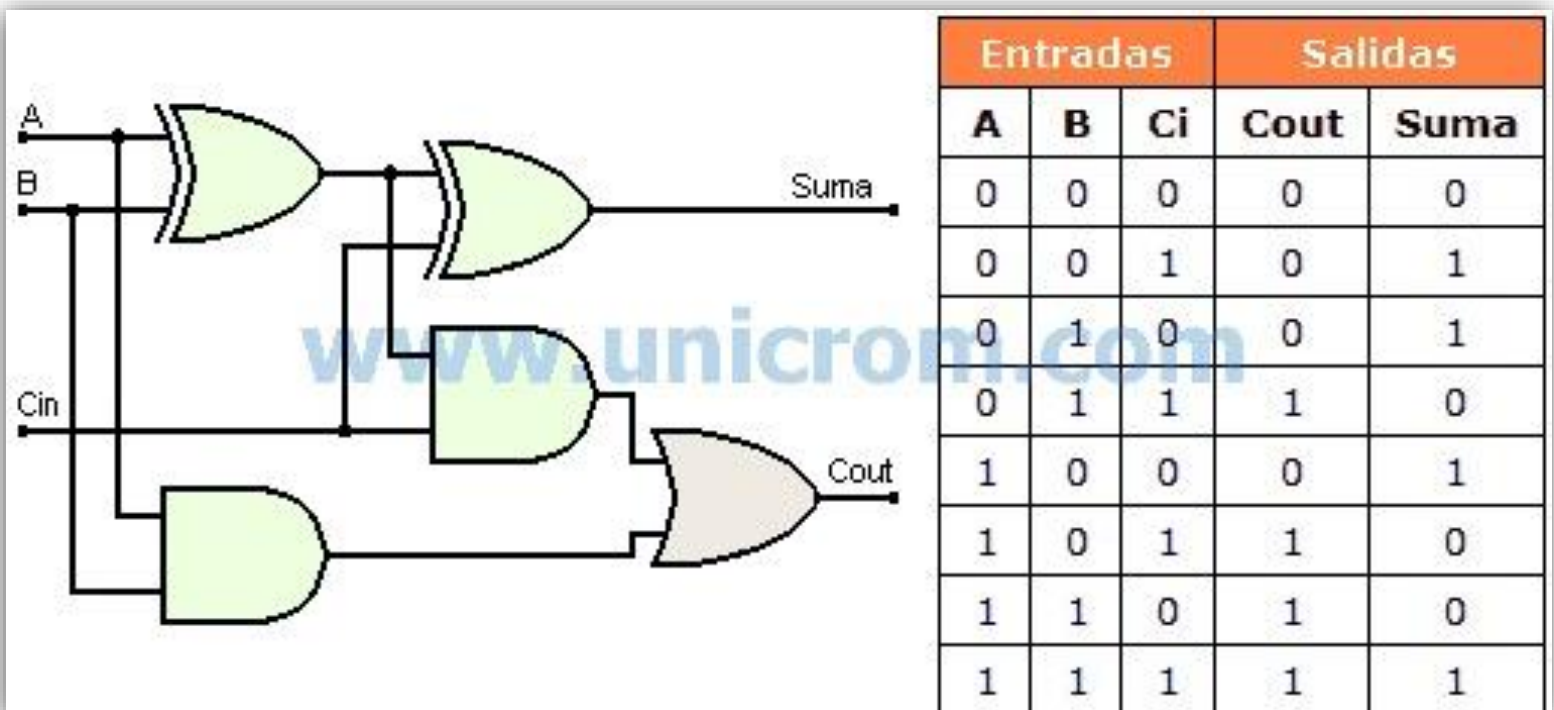 A
B
Cin
Suma
Cout
www.unicrom.com
Entradas Salidas
A B Ci Cout Suma
0 0 0 0 0
0 0 1 0 1
0 1 0 0 1
0 1 1 1 0
1 0 0 0 1
1 0 1 1 0
1 1 0 1 0
1 1 1 1 1